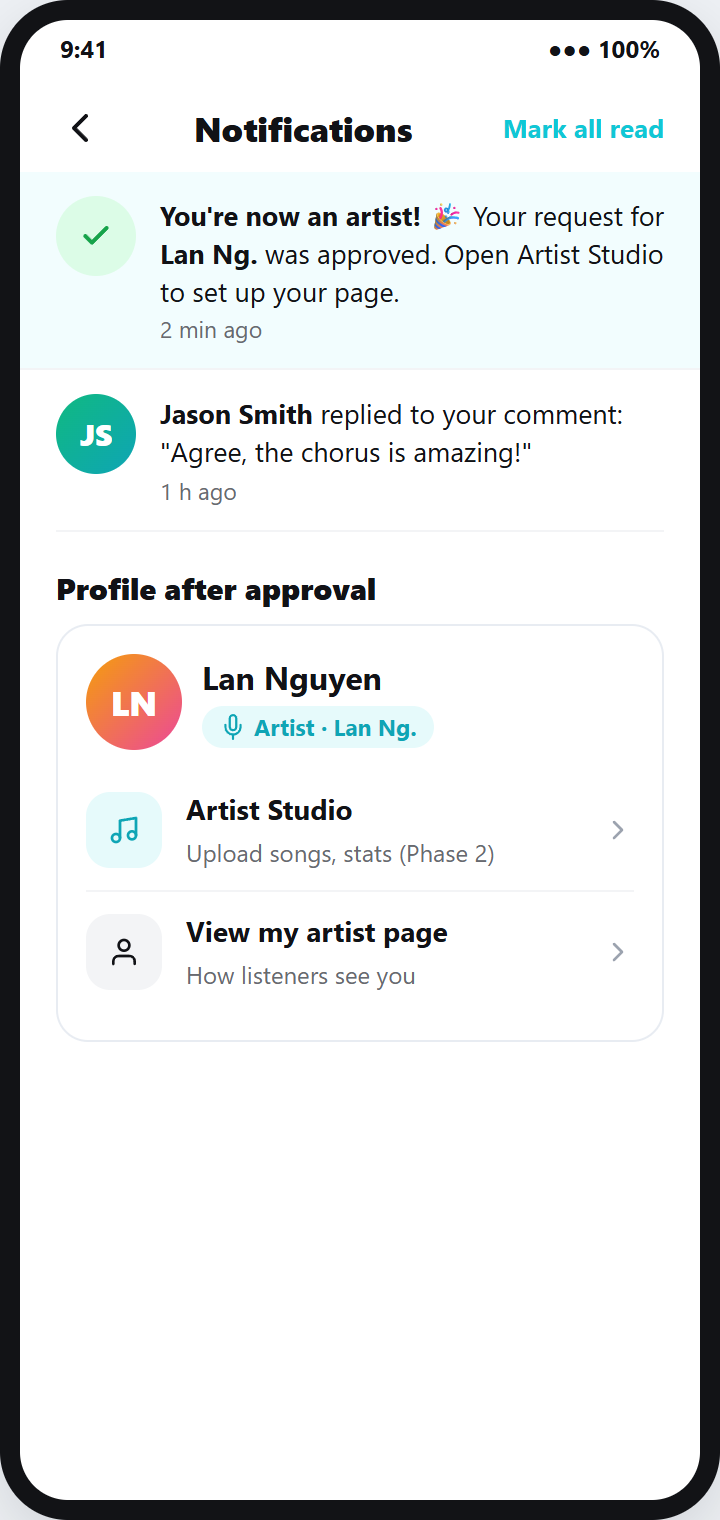 9:41
●●● 100%
Notifications
Mark all read
You're now an artist! 🎉 Your request for
Lan Ng. was approved. Open Artist Studio
to set up your page.
2 min ago
JS
Jason Smith replied to your comment:
"Agree, the chorus is amazing!"
1 h ago
Profile after approval
LN
Lan Nguyen
Artist · Lan Ng.
Artist Studio
Upload songs, stats (Phase 2)
View my artist page
How listeners see you